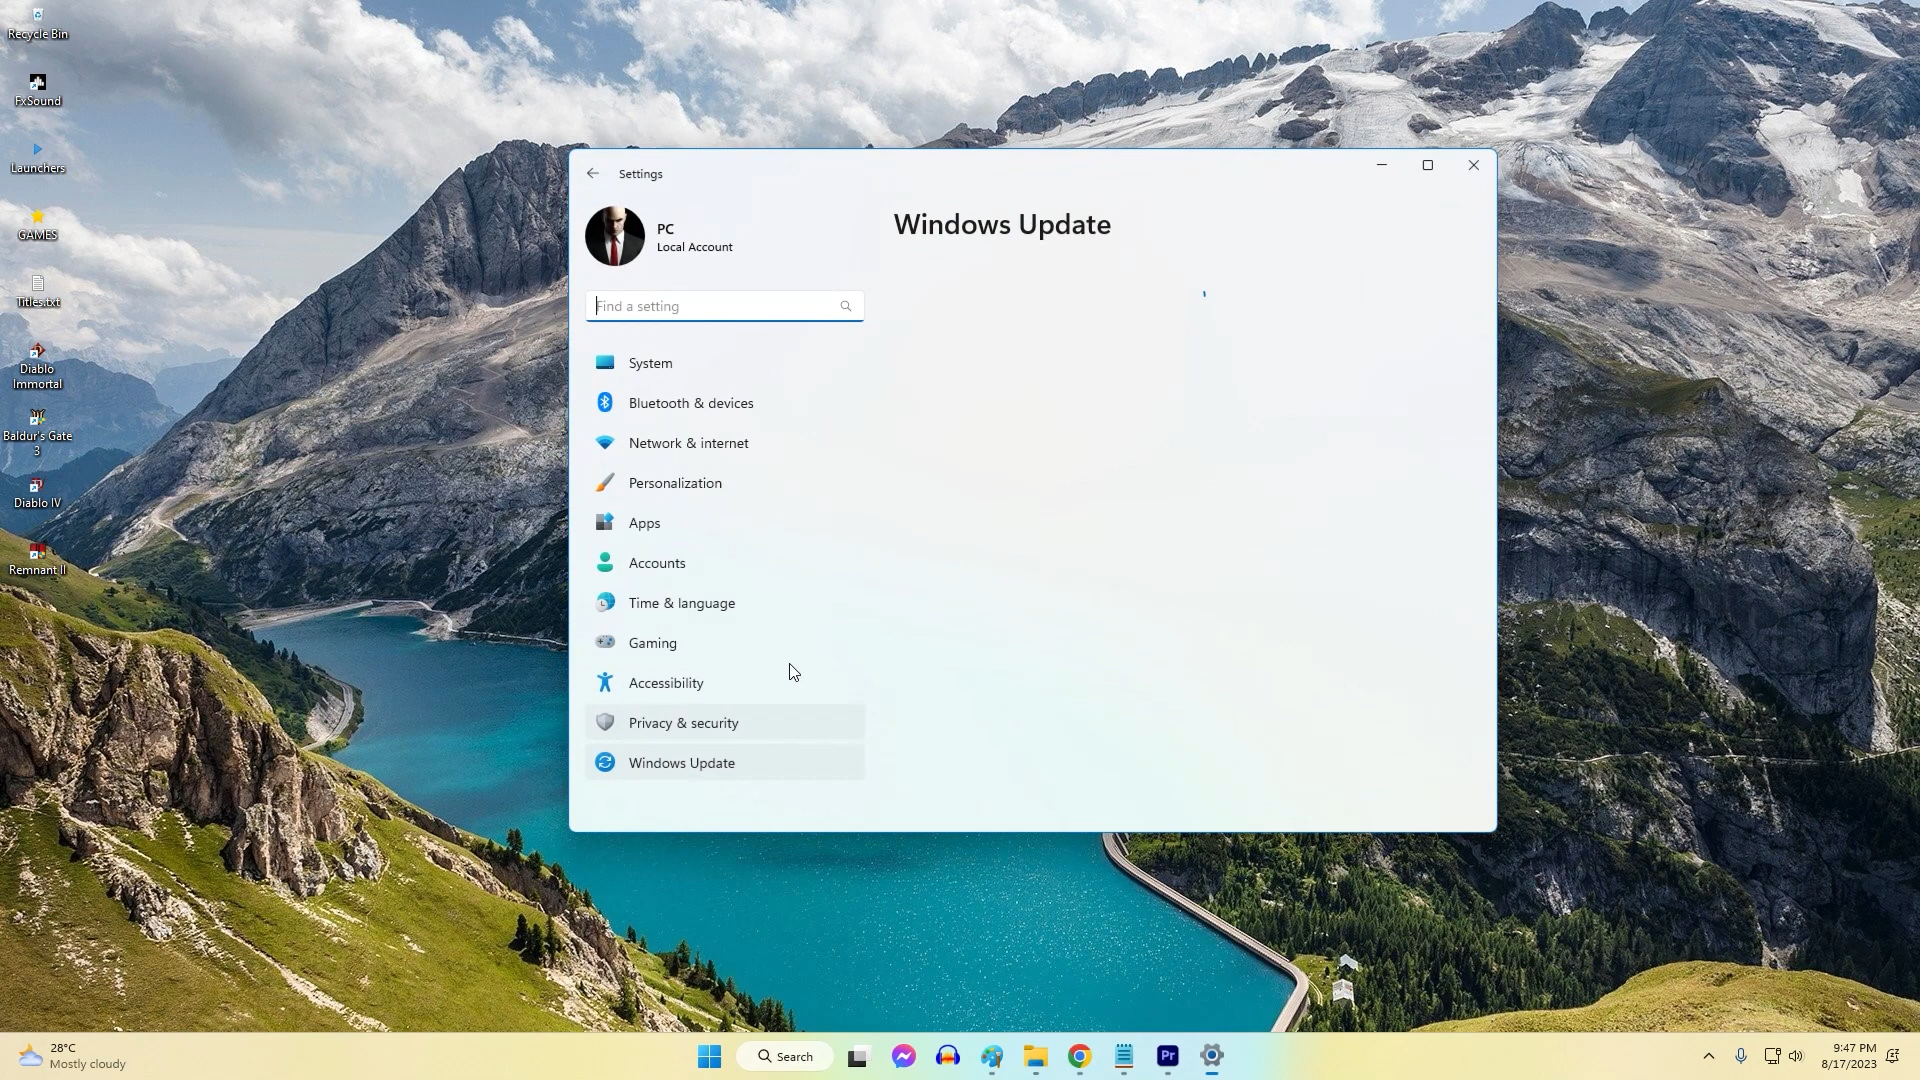 Recycle Bin
FxSound
Launchers
GAMES
Titles.txt
Diablo
Immortal
Baldur's Gate
3
Diablo IV
Remnant II
Settings
PC
Local Account
Find a setting
System
Bluetooth & devices
Network & internet
Personalization
Apps
Accounts
Time & language
Gaming
Accessibility
Privacy & security
Windows Update
Windows Update
28°C
Mostly cloudy
Search
Pr
9:47 PM
8/17/2023